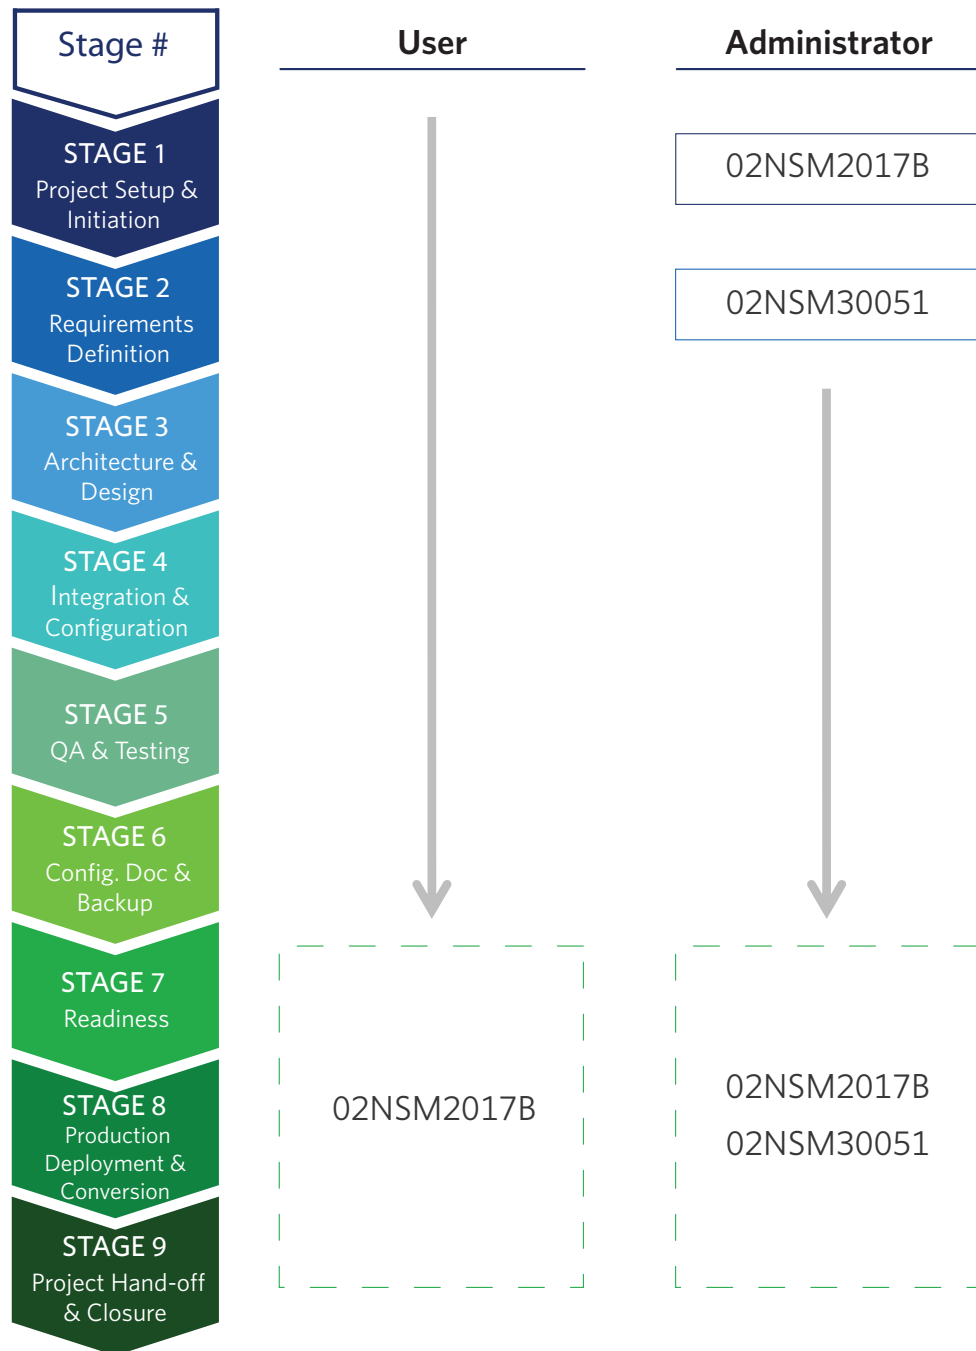 Stage #
User
Administrator
STAGE 1
Project Setup &
Initiation
02NSM2017B
STAGE 2
Requirements
Definition
02NSM30051
STAGE 3
Architecture &
Design
STAGE 4
Integration &
Configuration
STAGE 5
QA & Testing
STAGE 6
Config. Doc &
Backup
STAGE 7
Readiness
STAGE 8
Production
Deployment &
Conversion
STAGE 9
Project Hand-off
& Closure
02NSM2017B
02NSM2017B
02NSM30051